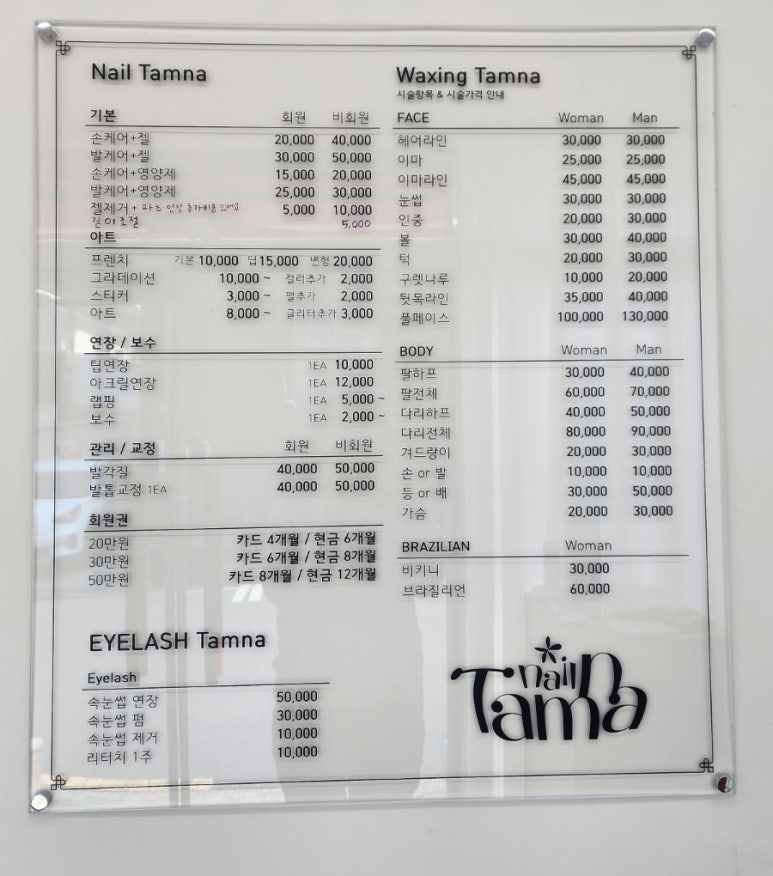 Nail Tamna
기본 회원 비회원
손케어+젤 20,000 40,000
발케어+젤 30,000 50,000
손케어+영양제 15,000 20,000
발케어+영양제 25,000 30,000
젤제거 + 파츠·연장 추가비용 있어요 5,000 10,000
길이조절 5,000
아트
프렌치 기본 10,000 딥 15,000 변형 20,000
그라데이션 10,000 ~ 컬러추가 2,000
스티커 3,000 ~ 펄추가 2,000
아트 8,000 ~ 글리터추가 3,000
연장 / 보수
팁연장 1EA 10,000
아크릴연장 1EA 12,000
랩핑 1EA 5,000 ~
보수 1EA 2,000 ~
관리 / 교정 회원 비회원
발각질 40,000 50,000
발톱교정 1EA 40,000 50,000
회원권
20만원 카드 4개월 / 현금 6개월
30만원 카드 6개월 / 현금 8개월
50만원 카드 8개월 / 현금 12개월
EYELASH Tamna
Eyelash
속눈썹 연장 50,000
속눈썹 펌 30,000
속눈썹 제거 10,000
리터치 1주 10,000
Waxing Tamna
시술항목 & 시술가격 안내
FACE Woman Man
헤어라인 30,000 30,000
이마 25,000 25,000
이마라인 45,000 45,000
눈썹 30,000 30,000
인중 20,000 30,000
볼 30,000 40,000
턱 20,000 30,000
구렛나루 10,000 20,000
뒷목라인 35,000 40,000
풀페이스 100,000 130,000
BODY Woman Man
팔하프 30,000 40,000
팔전체 60,000 70,000
다리하프 40,000 50,000
다리전체 80,000 90,000
겨드랑이 20,000 30,000
손 or 발 10,000 10,000
등 or 배 30,000 50,000
가슴 20,000 30,000
BRAZILIAN Woman
비키니 30,000
브라질리언 60,000
nail
Tamna